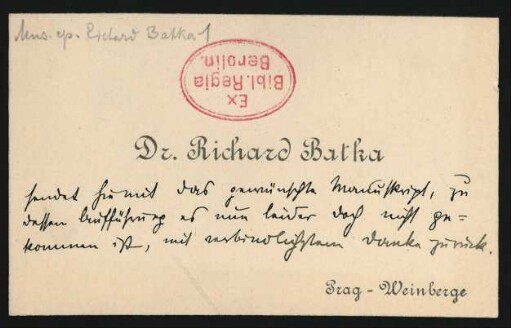 Mus. ep. Richard Batka 1
Ex
Bibl. Regia
Berolin.
Dr. Richard Batka
sendet hiermit das gewünschte Manuskript, zu
dessen Aufführung es nun leider doch nicht ge=
kommen ist, mit verbindlichstem Danke zurück.
Prag - Weinberge